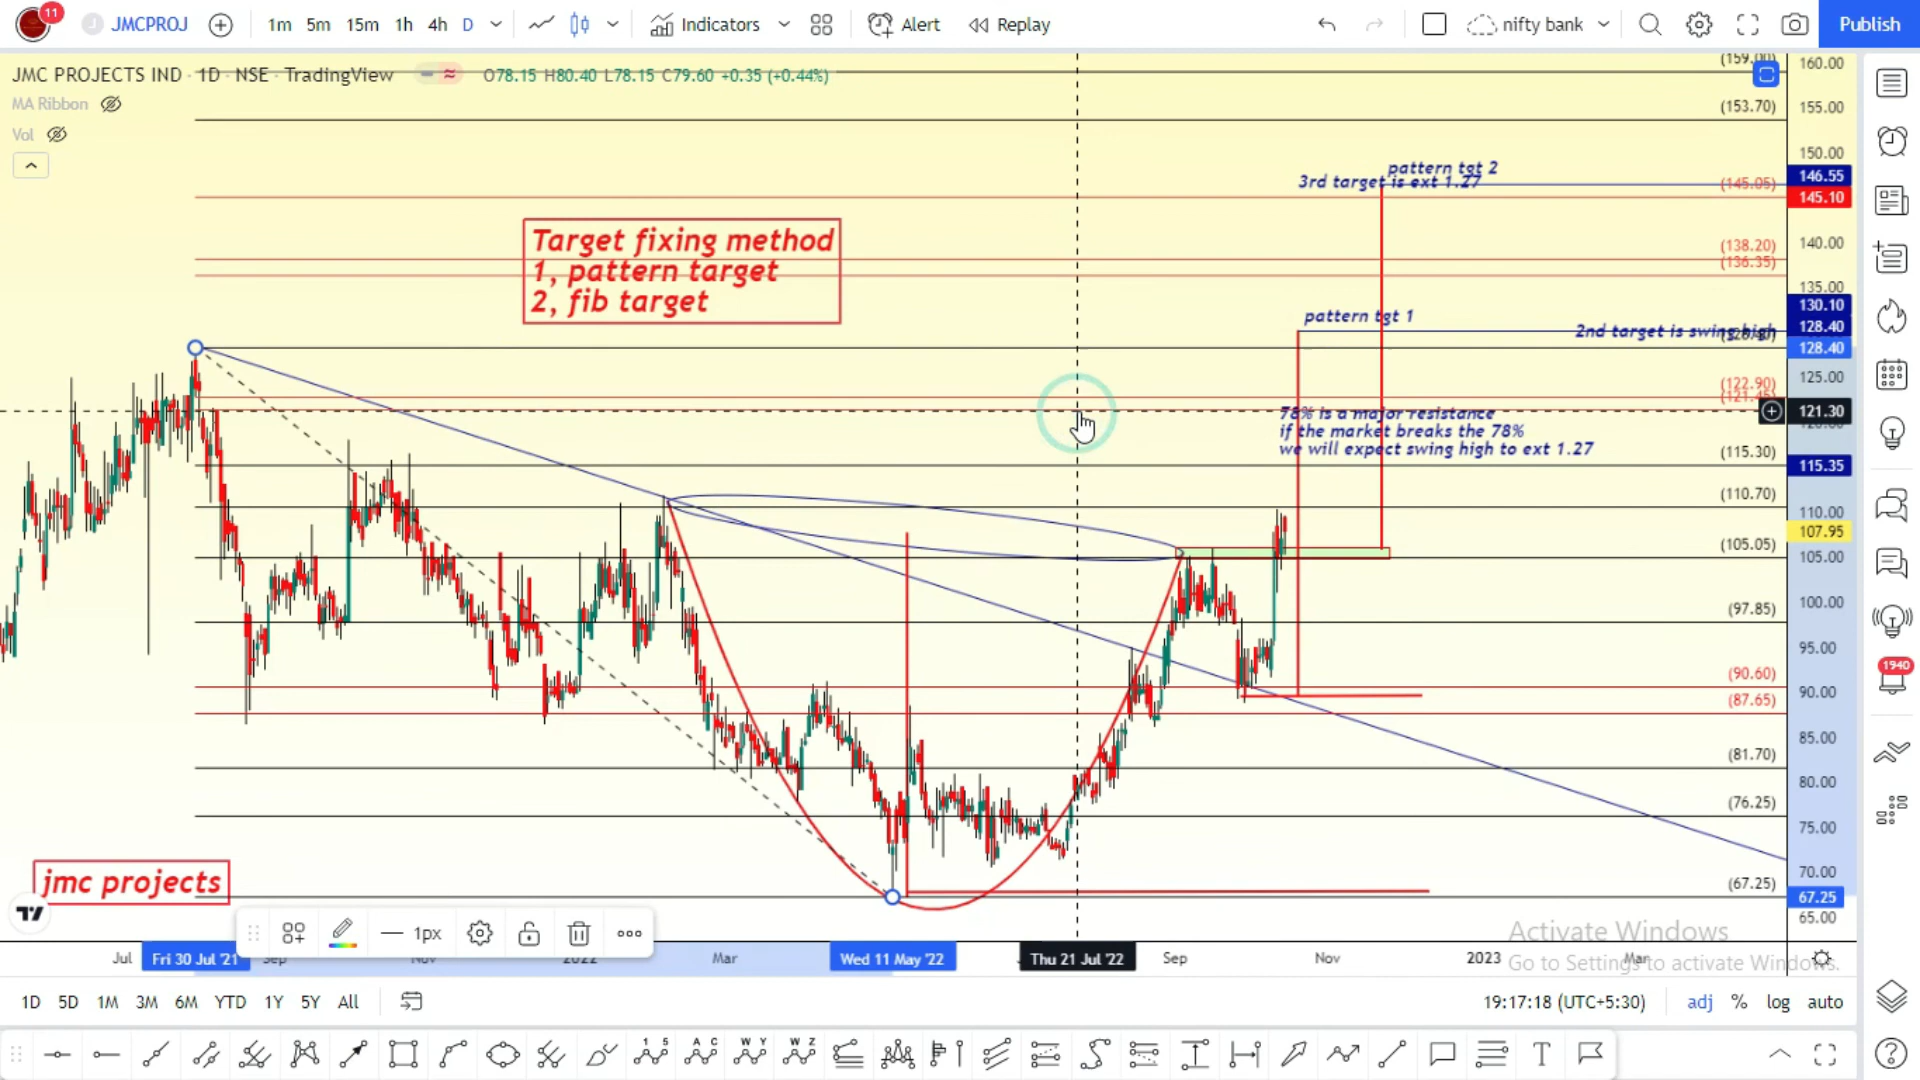 11
JMCPROJ
1m 5m 15m 1h 4h D
Indicators
Alert
Replay
nifty bank
Publish
JMC PROJECTS IND · 1D · NSE · TradingView
O78.15 H80.40 L78.15 C79.60 +0.35 (+0.44%)
MA Ribbon
Vol
(159.00)
160.00
(153.70)
155.00
150.00
pattern tgt 2
3rd target is ext 1.27
(145.05)
146.55
145.10
Target fixing method
1, pattern target
2, fib target
(138.20)
140.00
(136.35)
135.00
130.10
pattern tgt 1
2nd target is swing high
128.40
128.40
125.00
(122.90)
(121.45)
121.30
78% is a major resistance
if the market breaks the 78%
we will expect swing high to ext 1.27
(115.30)
115.35
(110.70)
110.00
107.95
(105.05)
105.00
(97.85)
100.00
95.00
(90.60)
90.00
(87.65)
85.00
(81.70)
80.00
(76.25)
75.00
70.00
(67.25)
67.25
65.00
1940
jmc projects
1px
Activate Windows
Go to Settings to activate Windows.
Jul Fri 30 Jul '21 Sep Nov 2022 Mar Wed 11 May '22 Thu 21 Jul '22 Sep Nov 2023 Mar
1D 5D 1M 3M 6M YTD 1Y 5Y All
19:17:18 (UTC+5:30)
adj % log auto